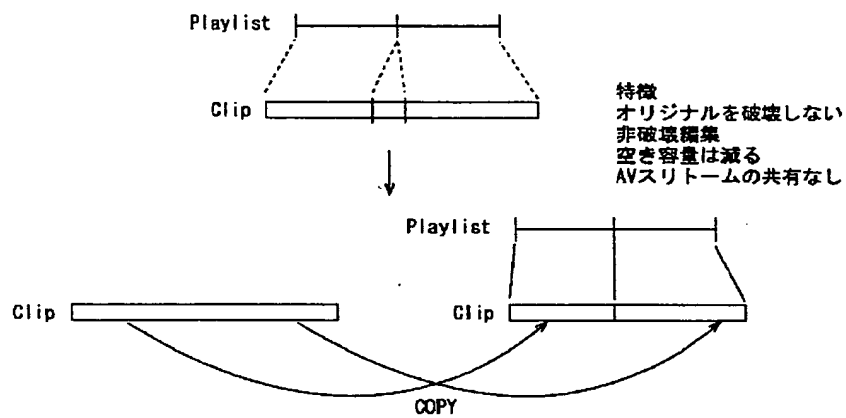 Playlist
Clip
特徴
オリジナルを破壊しない
非破壊編集
空き容量は減る
AVスリトームの共有なし
Playlist
Clip
Clip
COPY